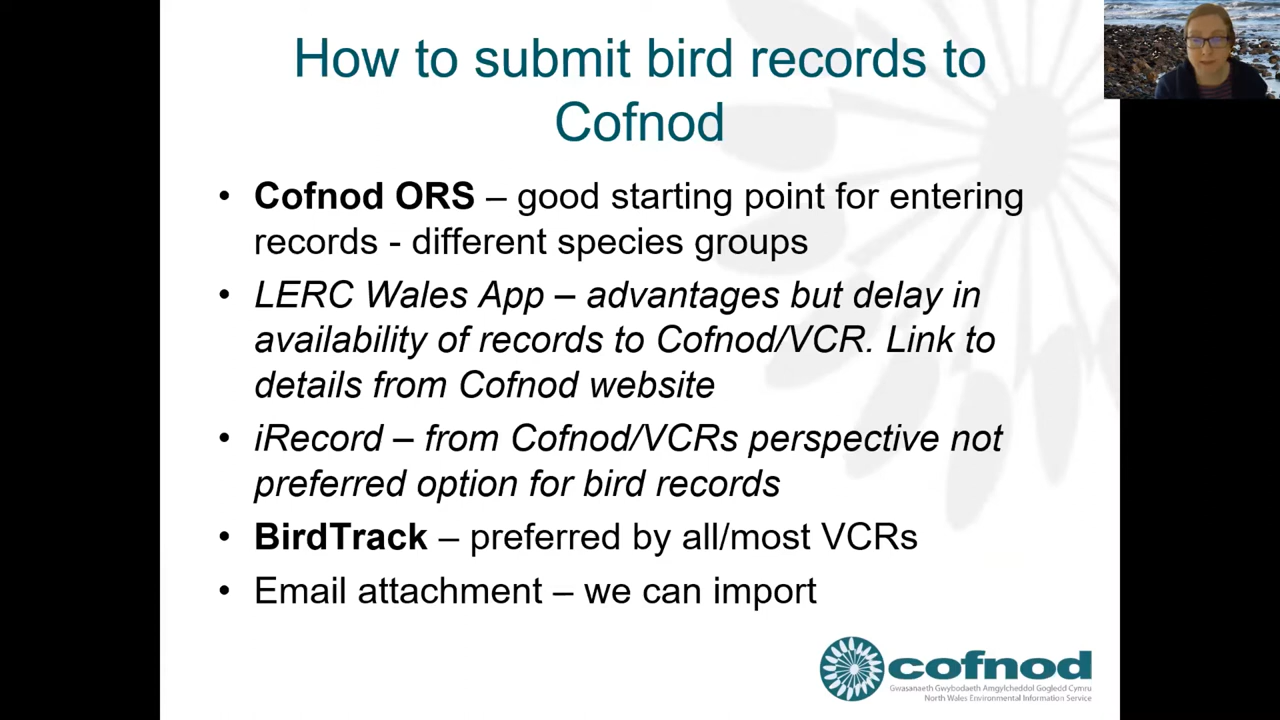 How to submit bird records to
Cofnod
• Cofnod ORS – good starting point for entering
records - different species groups
• LERC Wales App – advantages but delay in
availability of records to Cofnod/VCR. Link to
details from Cofnod website
• iRecord – from Cofnod/VCRs perspective not
preferred option for bird records
• BirdTrack – preferred by all/most VCRs
• Email attachment – we can import
cofnod
Gwasanaeth Gwybodaeth Amgylcheddol Gogledd Cymru
North Wales Environmental Information Service